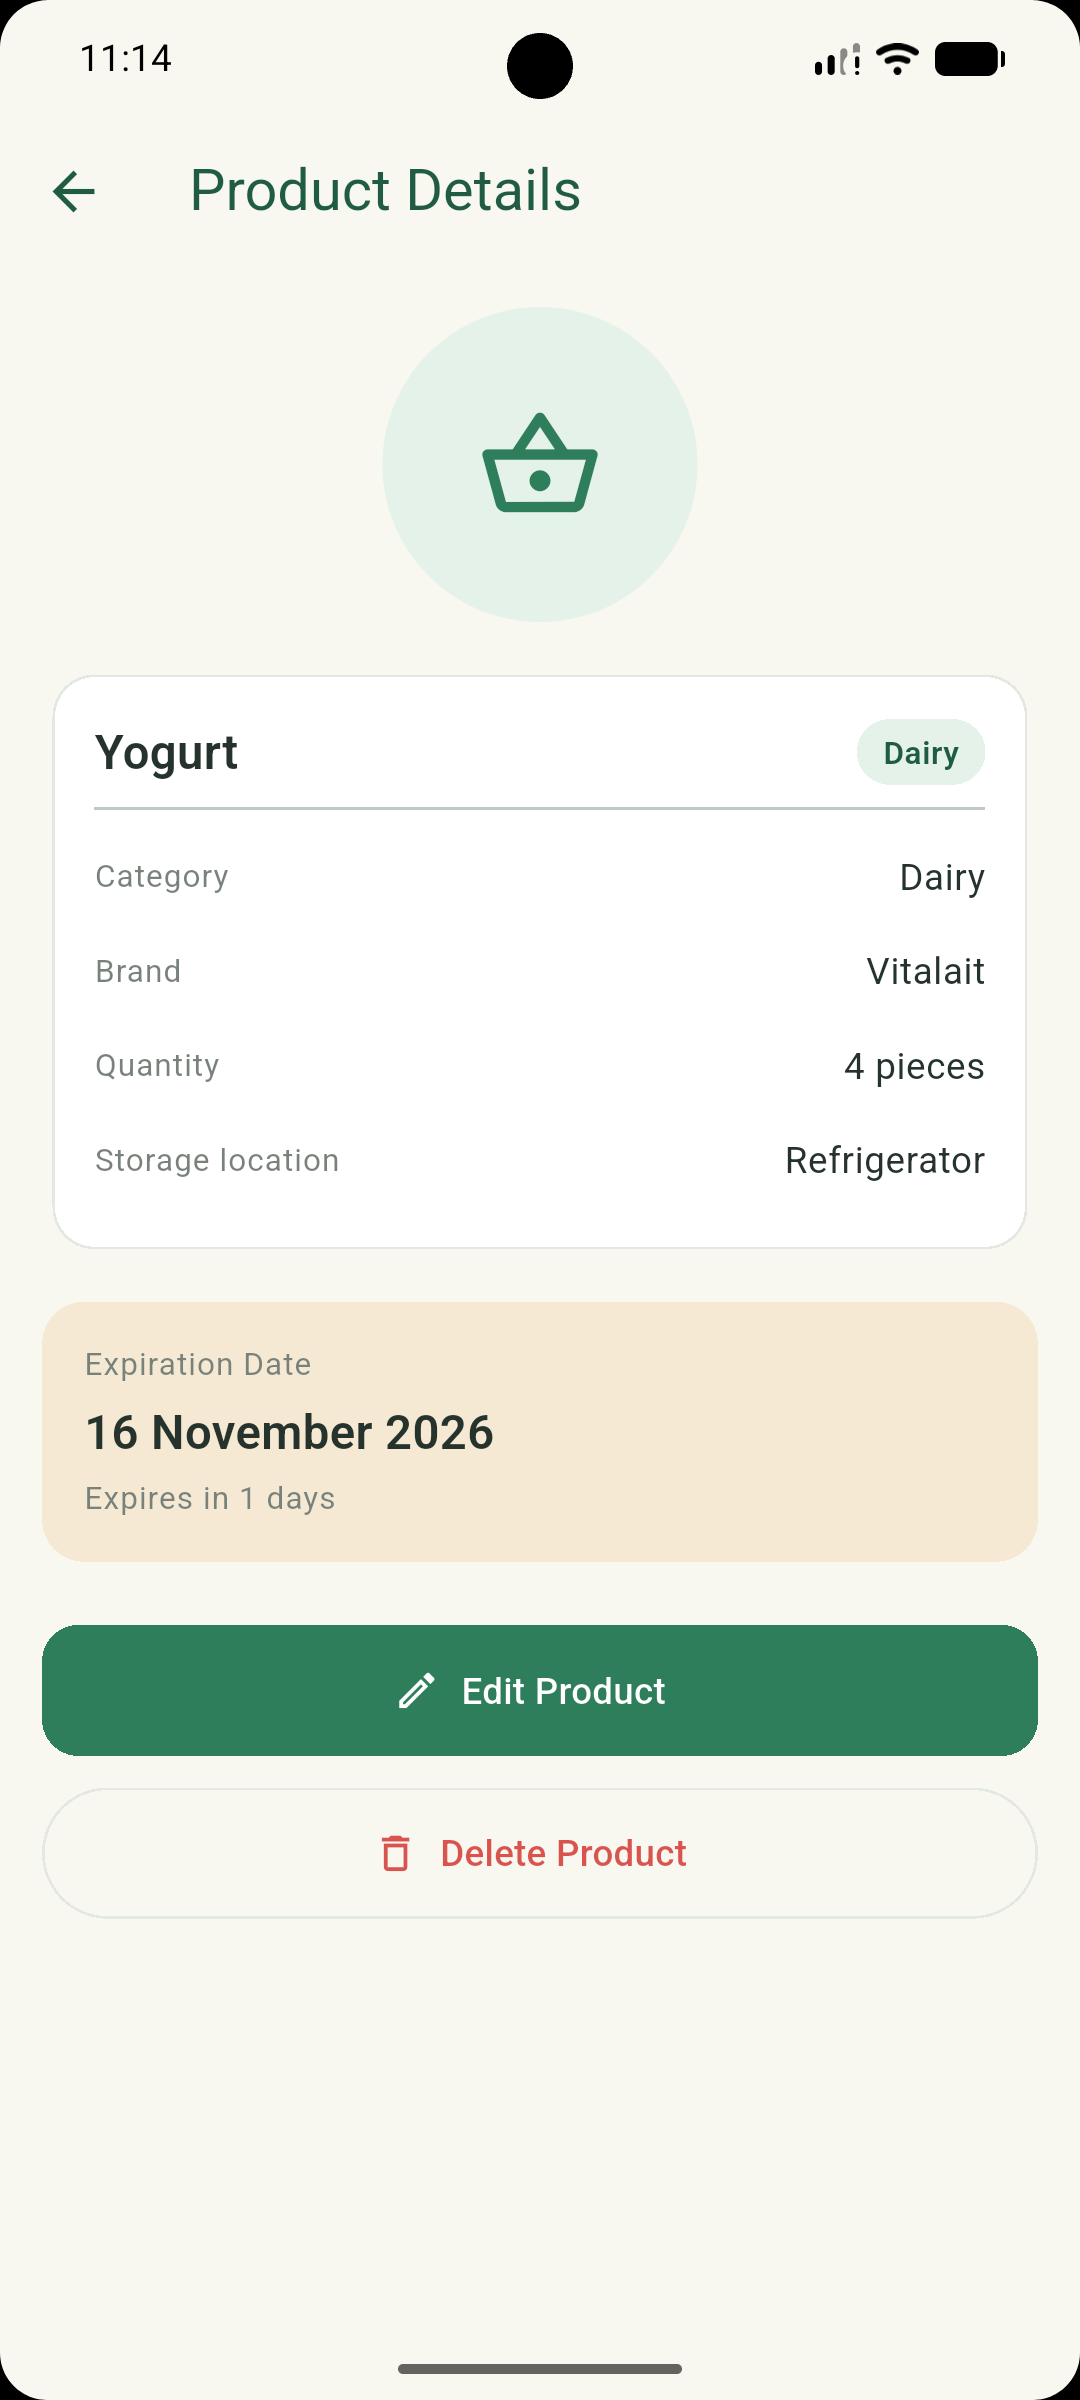 11:14
Product Details
Yogurt
Dairy
Category
Dairy
Brand
Vitalait
Quantity
4 pieces
Storage location
Refrigerator
Expiration Date
16 November 2026
Expires in 1 days
Edit Product
Delete Product